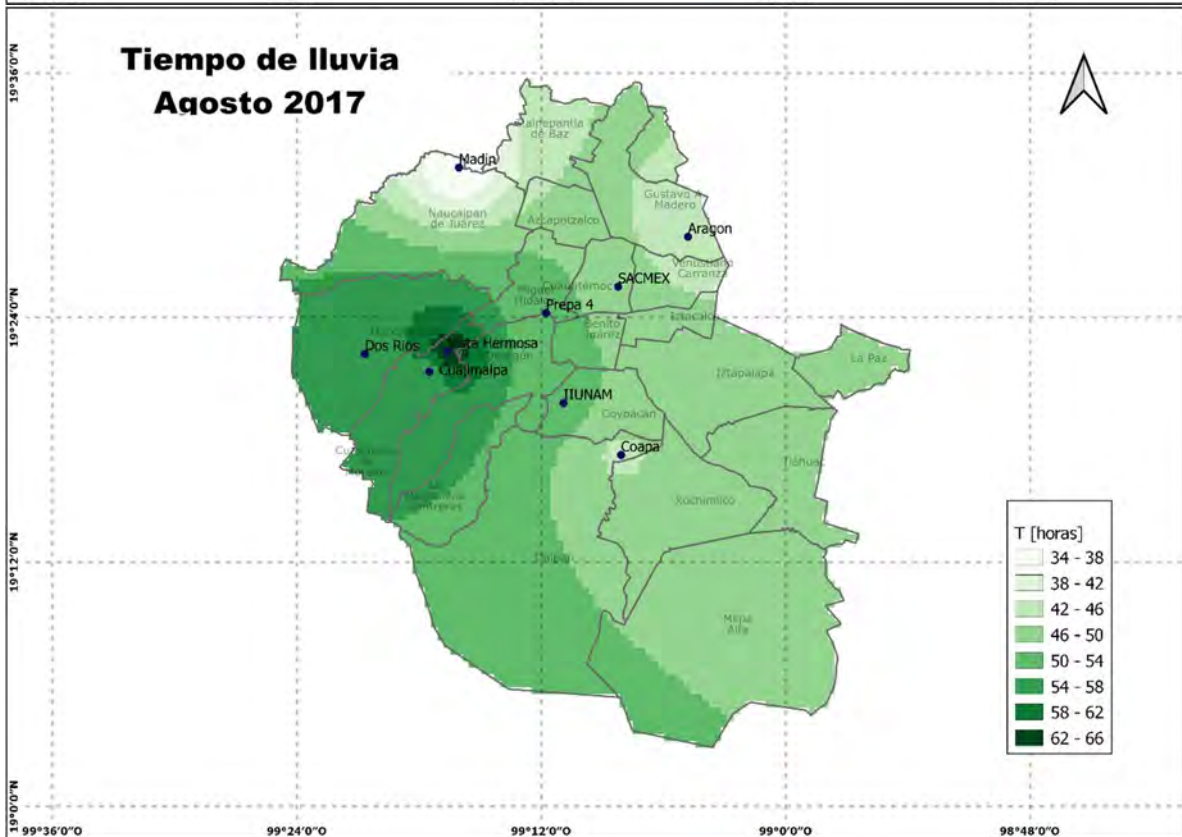 Tiempo de lluvia
Agosto 2017
19°36'0"N
19°24'0"N
19°12'0"N
19°0'0"N
99°36'0"O
99°24'0"O
99°12'0"O
99°0'0"O
98°48'0"O
de Baz
Madin
Naucalpan
de Juárez
Azcapotzalco
Gustavo A.
Madero
Aragon
Venustiano
Carranza
SACMEX
Cuauhtémoc
Miguel
Prepa 4
Benito
Juárez
Iztacalco
La Paz
Iztapalapa
Dos Rios
Vista Hermosa
Cuajimalpa
IIUNAM
Coyoacán
Coapa
Tláhuac
Xochimilco
Tlalpan
Milpa
Alta
T [horas]
34 - 38
38 - 42
42 - 46
46 - 50
50 - 54
54 - 58
58 - 62
62 - 66